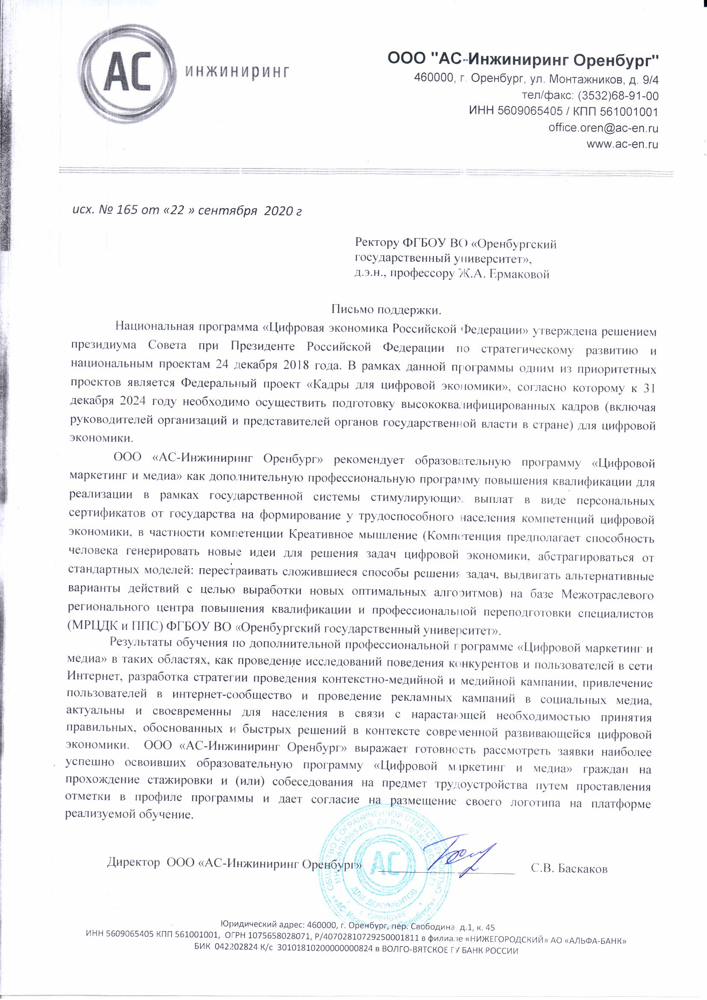 АС
ИНЖИНИРИНГ
ООО "АС-Инжиниринг Оренбург"
460000, г. Оренбург, ул. Монтажников, д. 9/4
тел/факс: (3532)68-91-00
ИНН 5609065405 / КПП 561001001
office.oren@ac-en.ru
www.ac-en.ru
исх. № 165 от «22 » сентября 2020 г
Ректору ФГБОУ ВО «Оренбургский
государственный университет»,
д.э.н., профессору Ж.А. Ермаковой
Письмо поддержки.
Национальная программа «Цифровая экономика Российской Федерации» утверждена решением
президиума Совета при Президенте Российской Федерации по стратегическому развитию и
национальным проектам 24 декабря 2018 года. В рамках данной программы одним из приоритетных
проектов является Федеральный проект «Кадры для цифровой экономики», согласно которому к 31
декабря 2024 году необходимо осуществить подготовку высококвалифицированных кадров (включая
руководителей организаций и представителей органов государственной власти в стране) для цифровой
экономики.
ООО «АС-Инжиниринг Оренбург» рекомендует образовательную программу «Цифровой
маркетинг и медиа» как дополнительную профессиональную программу повышения квалификации для
реализации в рамках государственной системы стимулирующих выплат в виде персональных
сертификатов от государства на формирование у трудоспособного населения компетенций цифровой
экономики, в частности компетенции Креативное мышление (Компетенция предполагает способность
человека генерировать новые идеи для решения задач цифровой экономики, абстрагироваться от
стандартных моделей: перестраивать сложившиеся способы решения задач, выдвигать альтернативные
варианты действий с целью выработки новых оптимальных алгоритмов) на базе Межотраслевого
регионального центра повышения квалификации и профессиональной переподготовки специалистов
(МРЦДК и ППС) ФГБОУ ВО «Оренбургский государственный университет».
Результаты обучения по дополнительной профессиональной программе «Цифровой маркетинг и
медиа» в таких областях, как проведение исследований поведения конкурентов и пользователей в сети
Интернет, разработка стратегии проведения контекстно-медийной и медийной кампании, привлечение
пользователей в интернет-сообщество и проведение рекламных кампаний в социальных медиа,
актуальны и своевременны для населения в связи с нарастающей необходимостью принятия
правильных, обоснованных и быстрых решений в контексте современной развивающейся цифровой
экономики. ООО «АС-Инжиниринг Оренбург» выражает готовность рассмотреть заявки наиболее
успешно освоивших образовательную программу «Цифровой маркетинг и медиа» граждан на
прохождение стажировки и (или) собеседования на предмет трудоустройства путем проставления
отметки в профиле программы и дает согласие на размещение своего логотипа на платформе
реализуемой обучение.
Директор ООО «АС-Инжиниринг Оренбург» С.В. Баскаков
ОБЩЕСТВО С ОГРАНИЧЕННОЙ ОТВЕТСТВЕННОСТЬЮ
«АС-Инжиниринг Оренбург»
ИНН 5609065405 ОГРН 1075658028071
АС
ДЛЯ ДОКУМЕНТОВ
г. ОРЕНБУРГ
Юридический адрес: 460000, г. Оренбург, пер. Свободина, д.1, к. 45
ИНН 5609065405 КПП 561001001, ОГРН 1075658028071, Р/40702810729250001811 в филиале «НИЖЕГОРОДСКИЙ» АО «АЛЬФА-БАНК»
БИК 042202824 К/с 30101810200000000824 в ВОЛГО-ВЯТСКОЕ ГУ БАНК РОССИИ